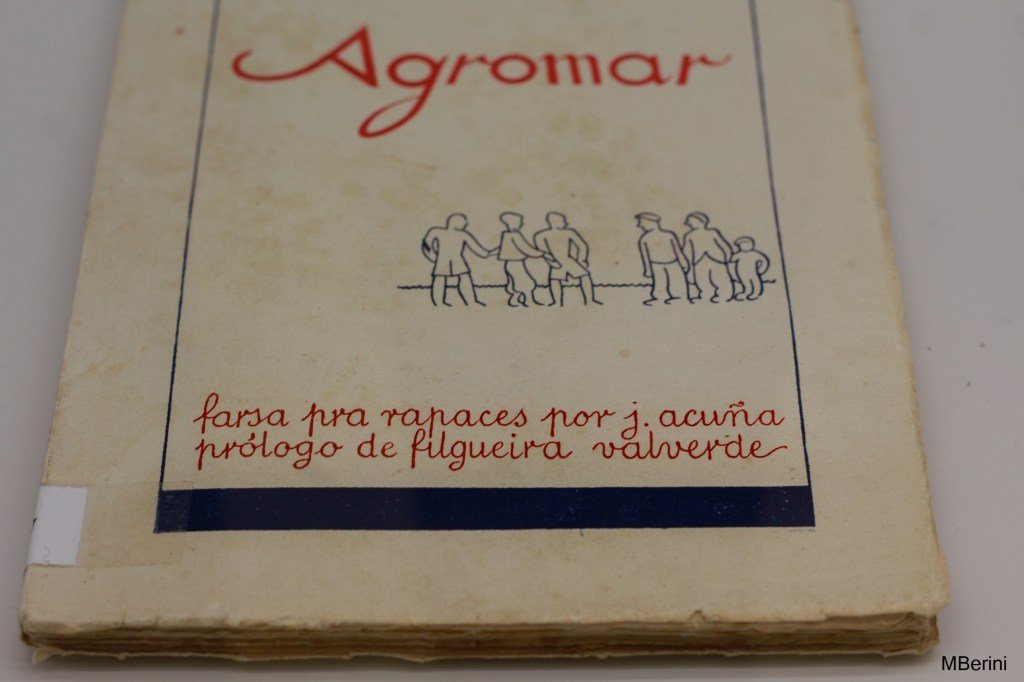 Agromar
farsa pra rapaces por j. acuña
prólogo de filgueira valverde
MBerini